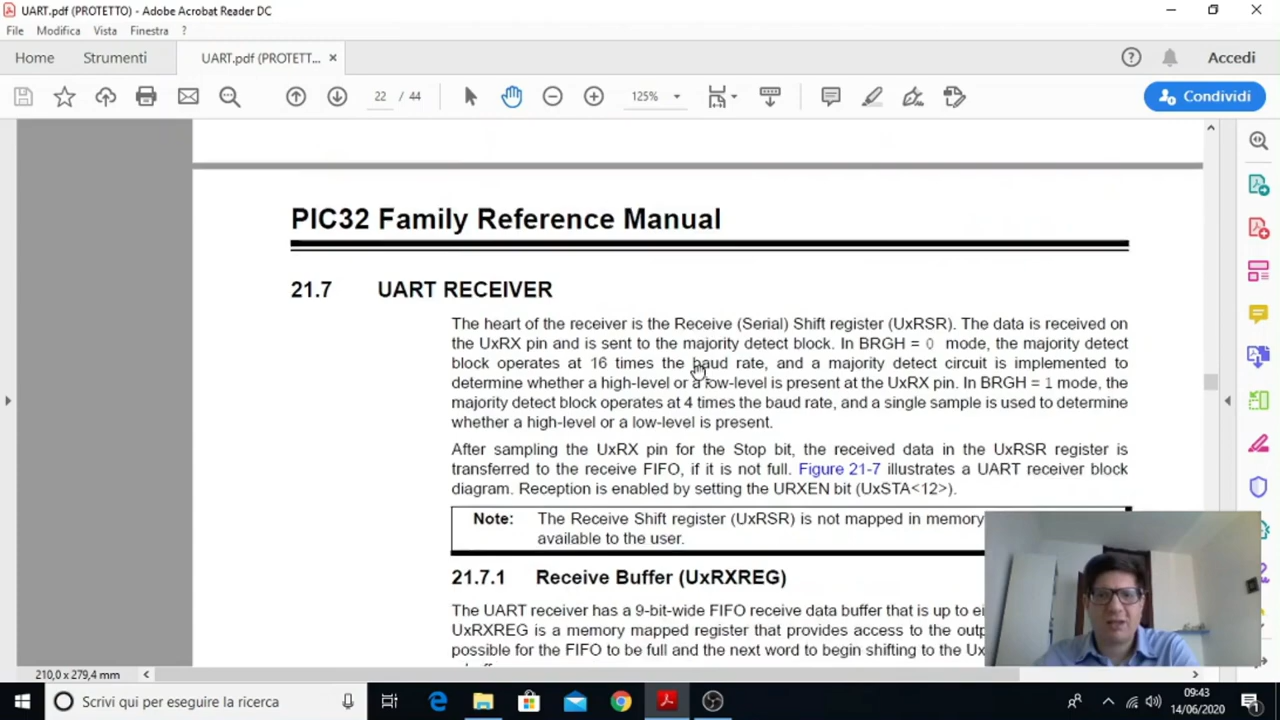 UART.pdf (PROTETTO) - Adobe Acrobat Reader DC
File Modifica Vista Finestra ?
Home Strumenti UART.pdf (PROTETT... × Accedi
22 / 44 125% Condividi
PIC32 Family Reference Manual
21.7 UART RECEIVER
The heart of the receiver is the Receive (Serial) Shift register (UxRSR). The data is received on
the UxRX pin and is sent to the majority detect block. In BRGH = 0 mode, the majority detect
block operates at 16 times the baud rate, and a majority detect circuit is implemented to
determine whether a high-level or a low-level is present at the UxRX pin. In BRGH = 1 mode, the
majority detect block operates at 4 times the baud rate, and a single sample is used to determine
whether a high-level or a low-level is present.
After sampling the UxRX pin for the Stop bit, the received data in the UxRSR register is
transferred to the receive FIFO, if it is not full. Figure 21-7 illustrates a UART receiver block
diagram. Reception is enabled by setting the URXEN bit (UxSTA<12>).
Note: The Receive Shift register (UxRSR) is not mapped in memory
available to the user.
21.7.1 Receive Buffer (UxRXREG)
The UART receiver has a 9-bit-wide FIFO receive data buffer that is up to
UxRXREG is a memory mapped register that provides access to the
possible for the FIFO to be full and the next word to begin shifting to the
210,0 x 279,4 mm
Scrivi qui per eseguire la ricerca
09:43
14/06/2020
1